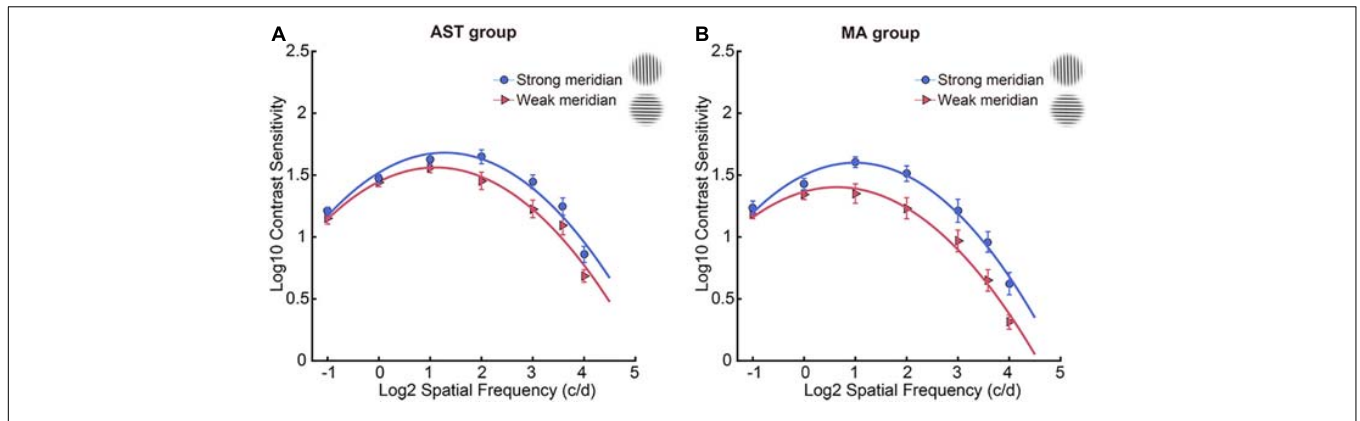 A
AST group
2.5
2
1.5
1
0.5
0
Log10 Contrast Sensitivity
Strong meridian
Weak meridian
-1 0 1 2 3 4 5
Log2 Spatial Frequency (c/d)
B
MA group
2.5
2
1.5
1
0.5
0
Log10 Contrast Sensitivity
Strong meridian
Weak meridian
-1 0 1 2 3 4 5
Log2 Spatial Frequency (c/d)